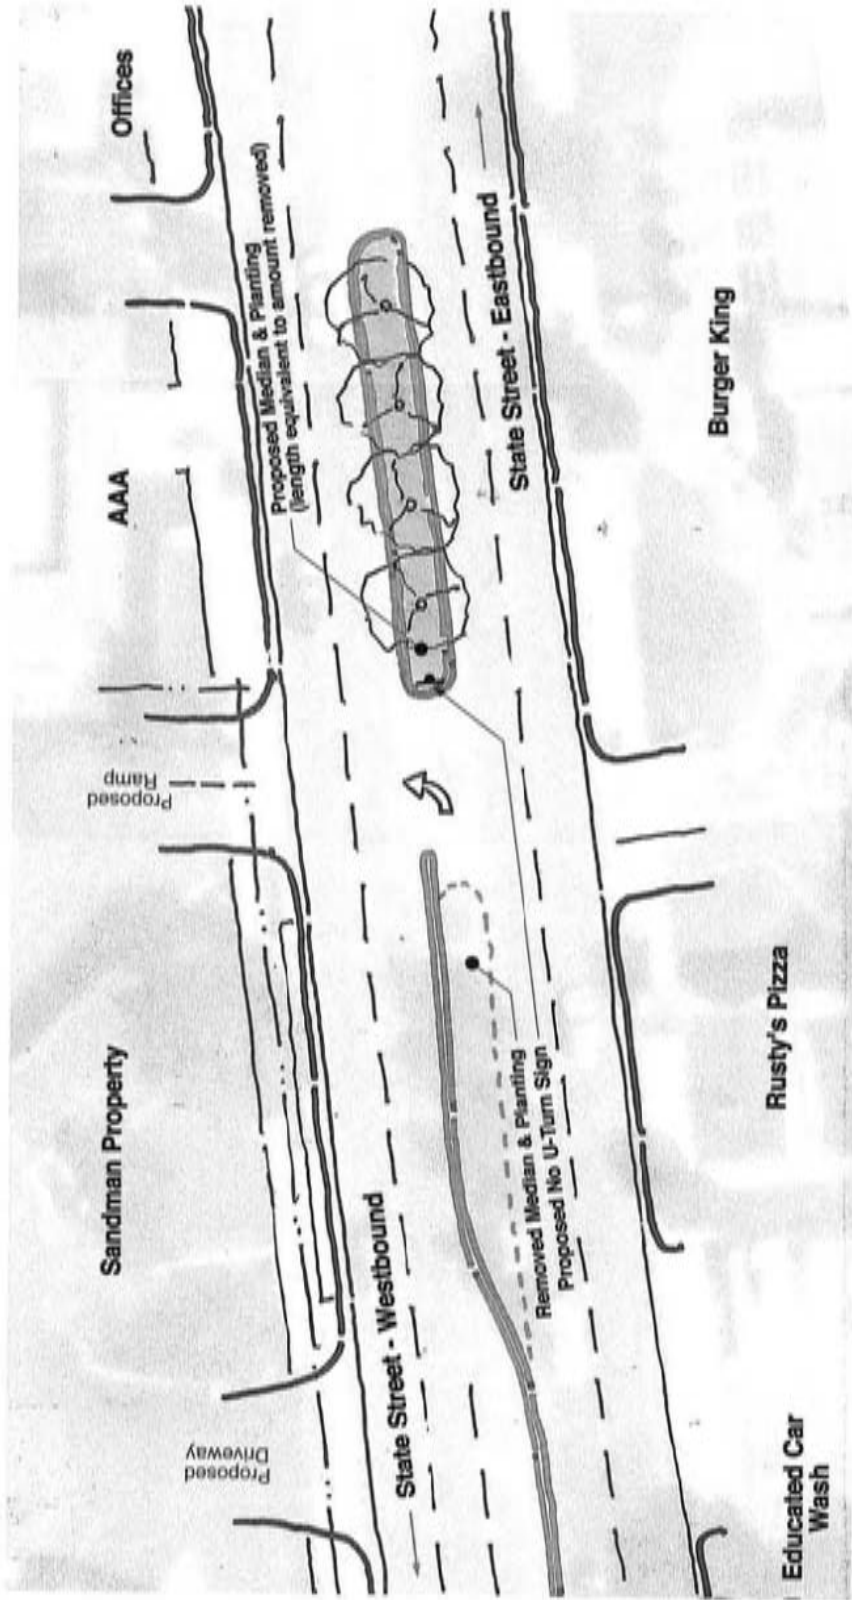 Sandman Property
AAA
Offices
Proposed
Driveway
Proposed
Ramp
Proposed Median & Planting
(length equivalent to amount removed)
State Street - Westbound
State Street - Eastbound
Removed Median & Planting
Proposed No U-Turn Sign
Educated Car
Wash
Rusty's Pizza
Burger King